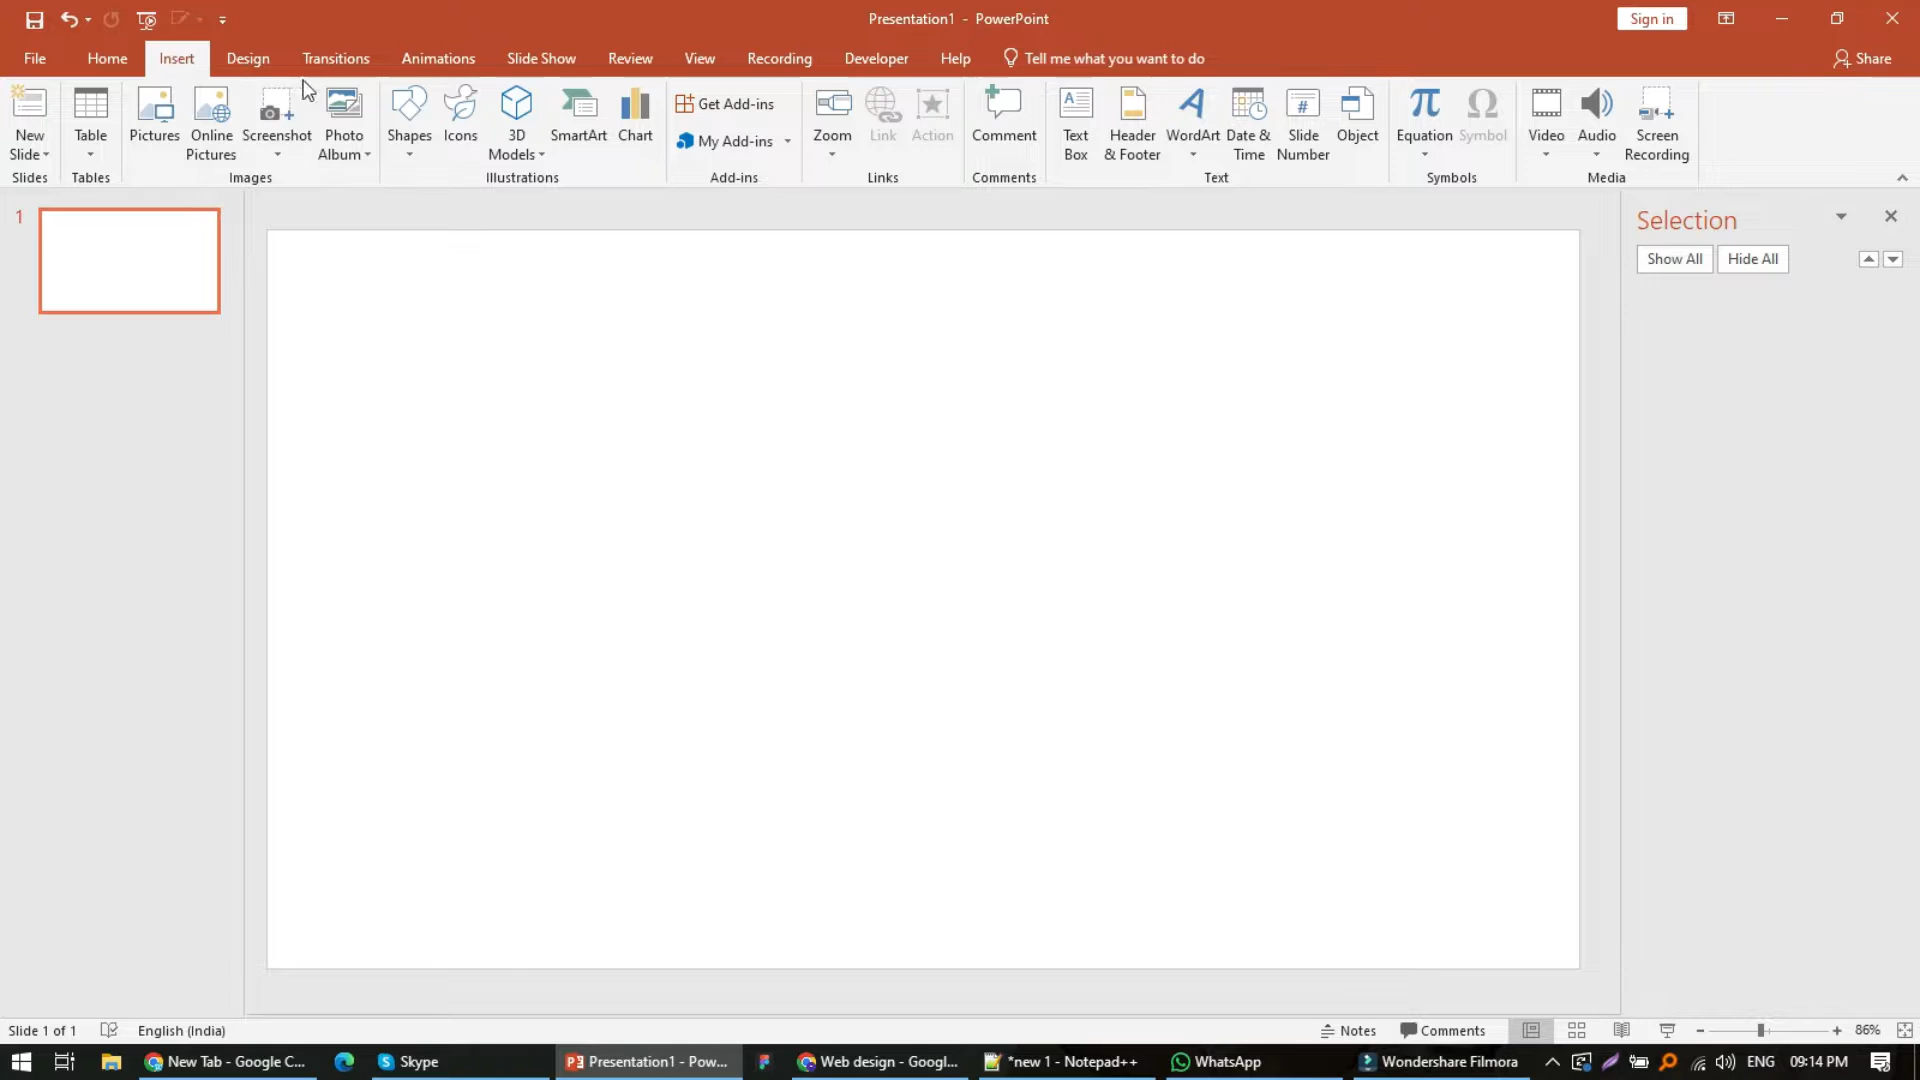 Presentation1 - PowerPoint
Sign in
File Home Insert Design Transitions Animations Slide Show Review View Recording Developer Help Tell me what you want to do Share
New Slide
Table
Pictures
Online Pictures
Screenshot
Photo Album
Shapes
Icons
3D Models
SmartArt
Chart
Get Add-ins
My Add-ins
Zoom
Link
Action
Comment
Text Box
Header & Footer
WordArt
Date & Time
Slide Number
Object
Equation
Symbol
Video
Audio
Screen Recording
Slides Tables Images Illustrations Add-ins Links Comments Text Symbols Media
1
Selection
Show All Hide All
Slide 1 of 1 English (India) Notes Comments 86%
New Tab - Google C... Skype Presentation1 - Pow... Web design - Googl... *new 1 - Notepad++ WhatsApp Wondershare Filmora ENG 09:14 PM